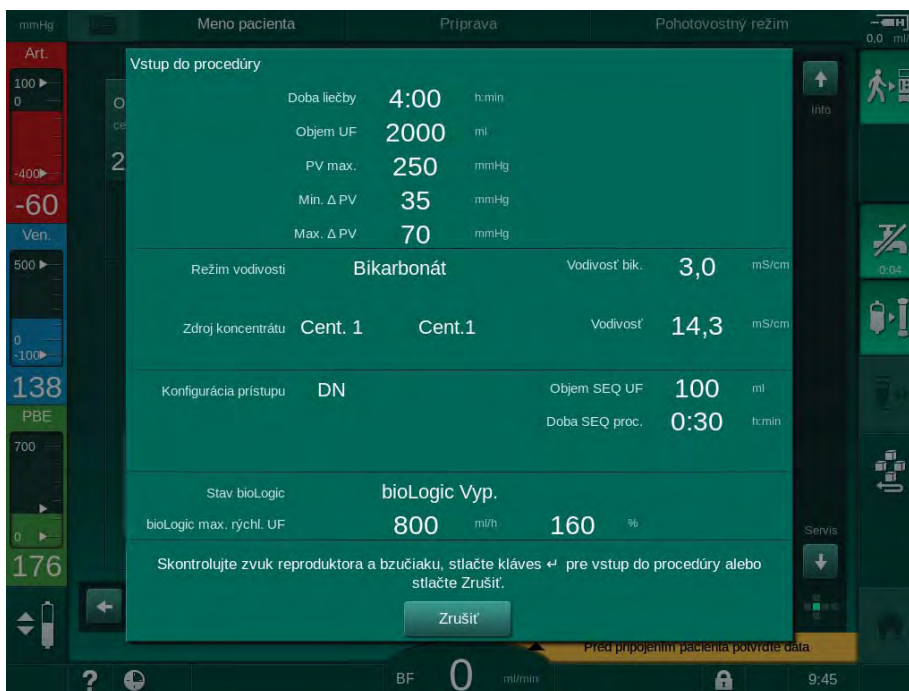 mmHg Meno pacienta Príprava Pohotovostný režim 0,0 ml/
Art.
100
0
-400
-60
Ven.
500
0
-100
138
PBE
700
0
176
2
Vstup do procedúry
Doba liečby 4:00 h:min
Objem UF 2000 ml
PV max. 250 mmHg
Min. Δ PV 35 mmHg
Max. Δ PV 70 mmHg
Režim vodivosti Bikarbonát Vodivosť bik. 3,0 mS/cm
Zdroj koncentrátu Cent. 1 Cent.1 Vodivosť 14,3 mS/cm
Konfigurácia prístupu DN Objem SEQ UF 100 ml
Doba SEQ proc. 0:30 h:min
Stav bioLogic bioLogic Vyp.
bioLogic max. rýchl. UF 800 ml/h 160 %
Skontrolujte zvuk reproduktora a bzučiaku, stlačte kláves ↵ pre vstup do procedúry alebo
stlačte Zrušiť.
Zrušiť
Info
Servis
0:04
Pred pripojením pacienta potvrďte dáta
? BF 0 ml/min 9:45